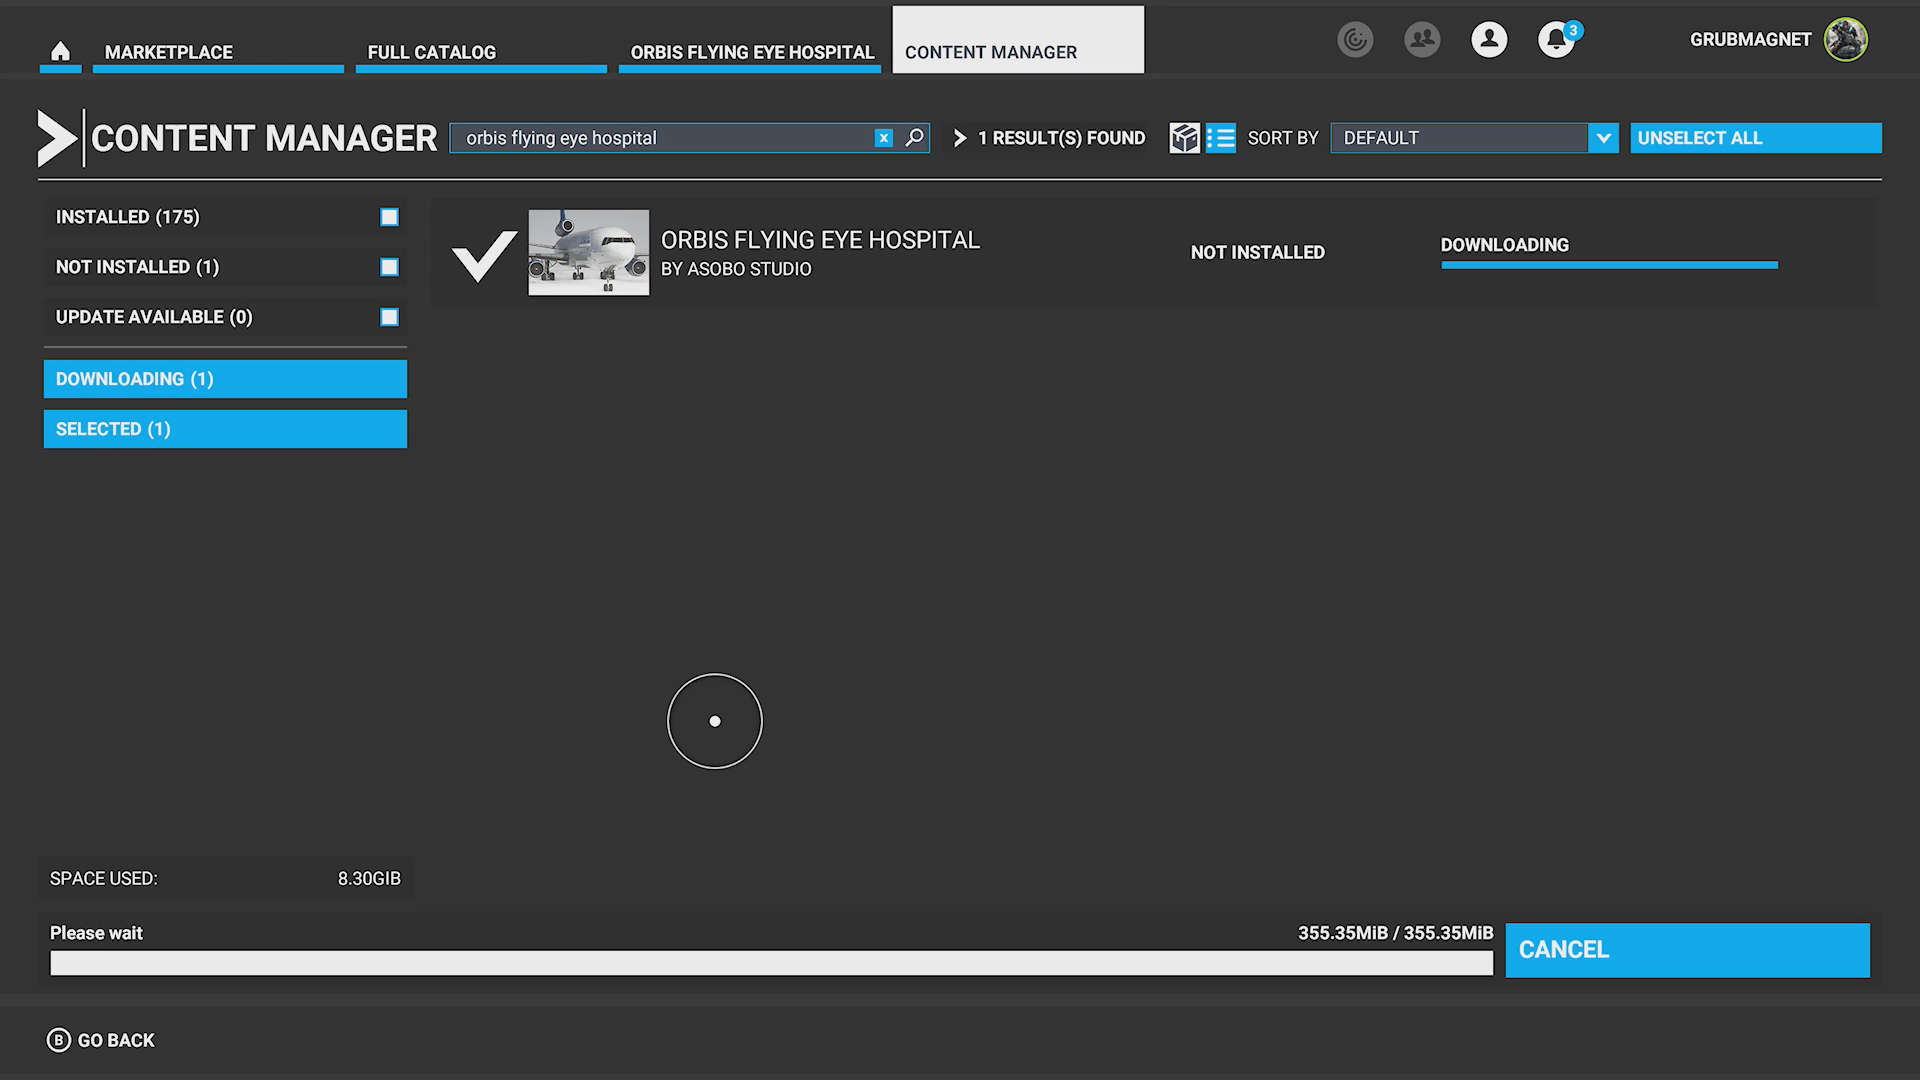 MARKETPLACE
FULL CATALOG
ORBIS FLYING EYE HOSPITAL
CONTENT MANAGER
3
GRUBMAGNET
CONTENT MANAGER
orbis flying eye hospital
x
1 RESULT(S) FOUND
SORT BY
DEFAULT
UNSELECT ALL
INSTALLED (175)
NOT INSTALLED (1)
UPDATE AVAILABLE (0)
DOWNLOADING (1)
SELECTED (1)
ORBIS FLYING EYE HOSPITAL
BY ASOBO STUDIO
NOT INSTALLED
DOWNLOADING
SPACE USED:
8.30GIB
Please wait
355.35MiB / 355.35MiB
CANCEL
B GO BACK